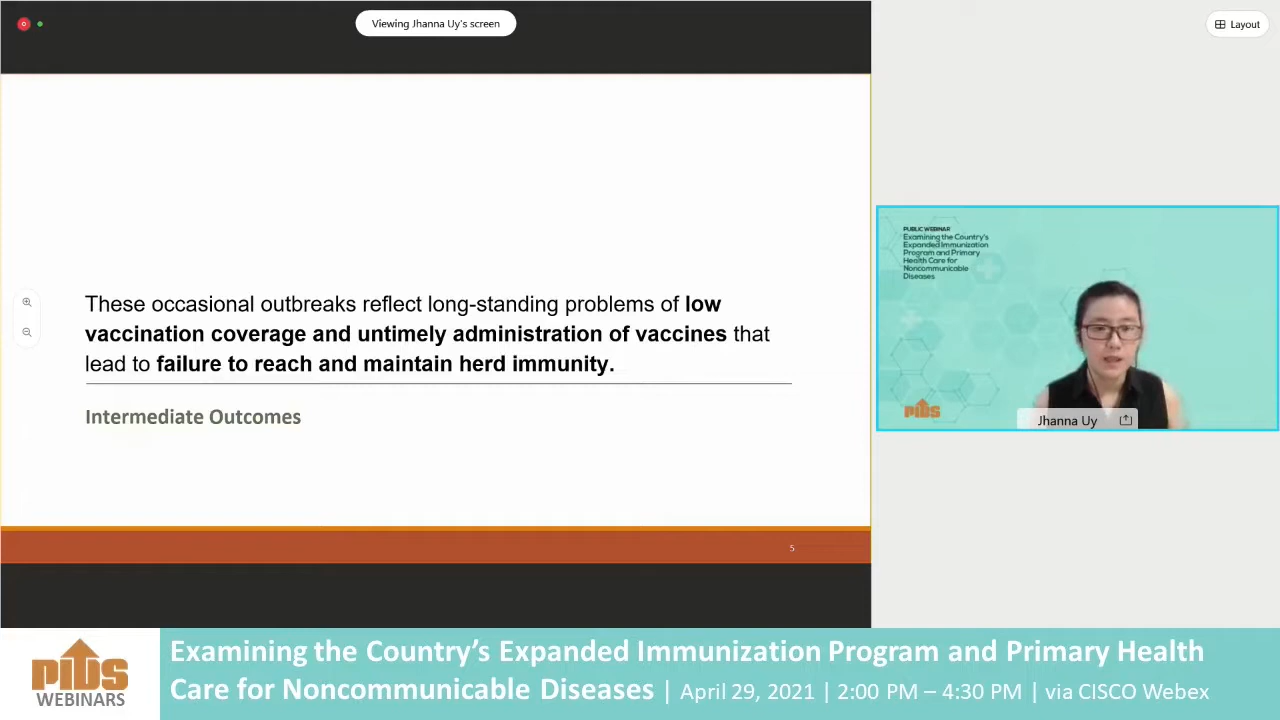 Viewing Jhanna Uy's screen
Layout
These occasional outbreaks reflect long-standing problems of low
vaccination coverage and untimely administration of vaccines that
lead to failure to reach and maintain herd immunity.
Intermediate Outcomes
5
PUBLIC WEBINAR
Examining the Country's
Expanded Immunization
Program and Primary
Health Care for
Noncommunicable
Diseases
PIDS
Jhanna Uy
PIDS
WEBINARS
Examining the Country's Expanded Immunization Program and Primary Health
Care for Noncommunicable Diseases | April 29, 2021 | 2:00 PM – 4:30 PM | via CISCO Webex